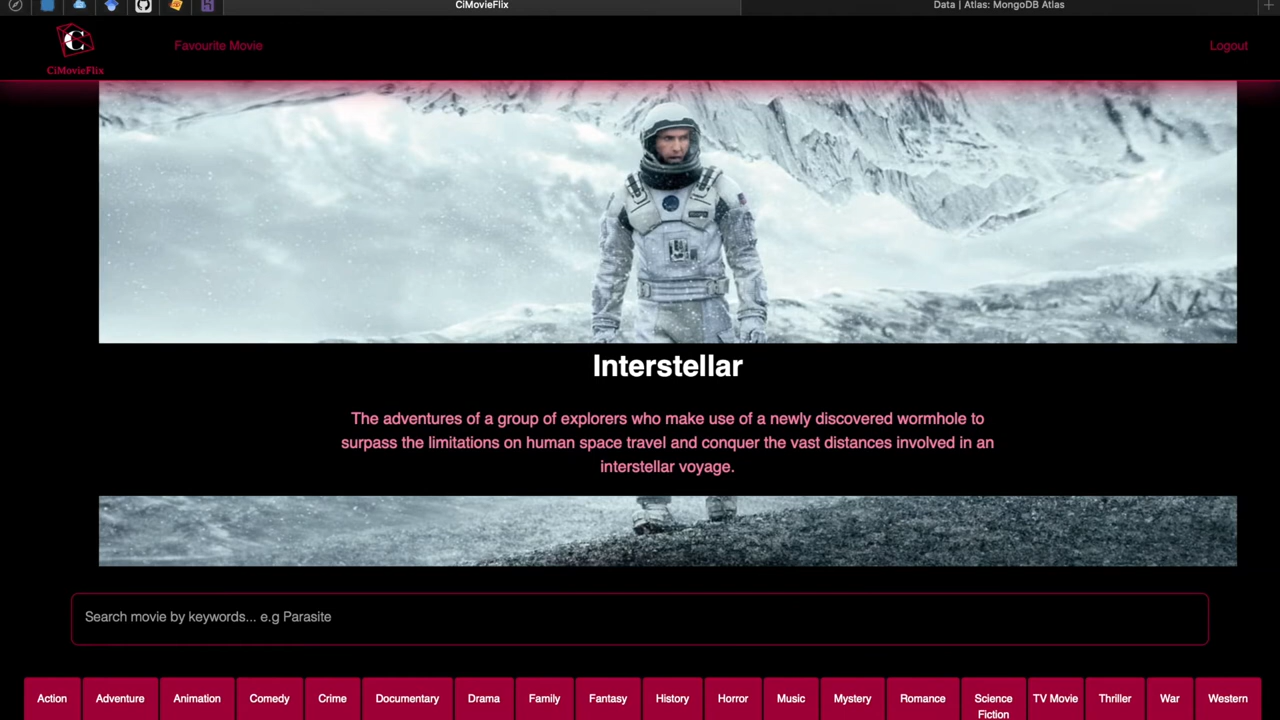 CiMovieFlix
Data | Atlas: MongoDB Atlas
C
CiMovieFlix
Favourite Movie
Logout
Interstellar
The adventures of a group of explorers who make use of a newly discovered wormhole to
surpass the limitations on human space travel and conquer the vast distances involved in an
interstellar voyage.
Search movie by keywords... e.g Parasite
Action Adventure Animation Comedy Crime Documentary Drama Family Fantasy History Horror Music Mystery Romance Science Fiction TV Movie Thriller War Western